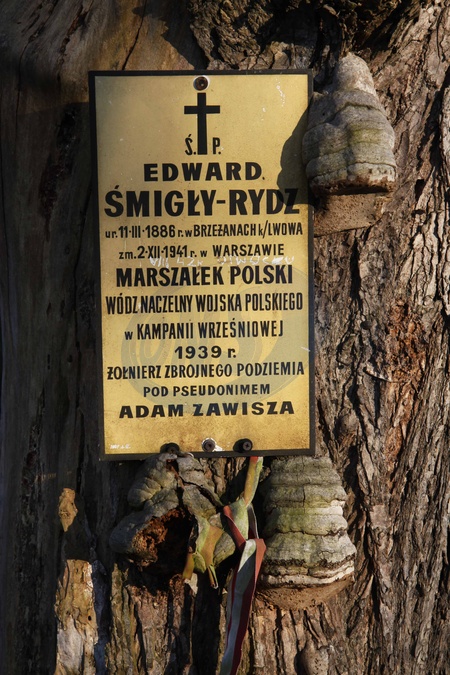 Ś. P.
EDWARD
ŚMIGŁY-RYDZ
ur. 11·III·1886 r. w BRZEŻANACH k/LWOWA
zm. 2·XII·1941 r. w WARSZAWIE
MARSZAŁEK POLSKI
WÓDZ NACZELNY WOJSKA POLSKIEGO
w KAMPANII WRZEŚNIOWEJ
1939 r.
ŻOŁNIERZ ZBROJNEGO PODZIEMIA
POD PSEUDONIMEM
ADAM ZAWISZA